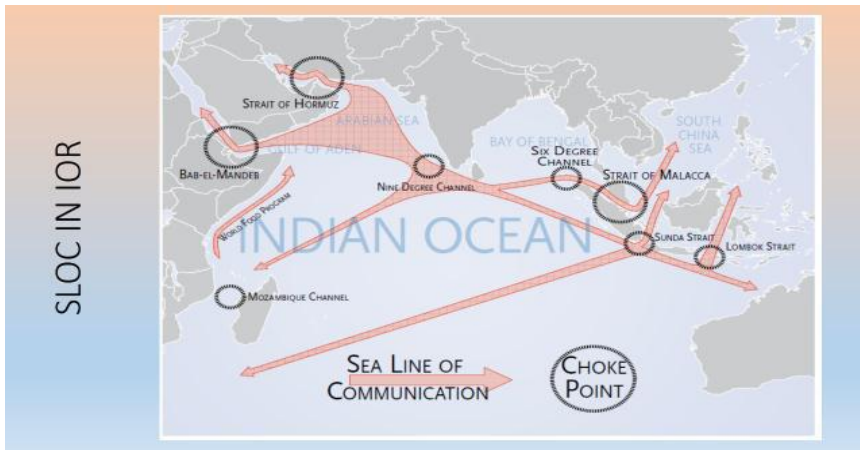 SLOC IN IOR
STRAIT OF HORMUZ
ARABIAN SEA
GULF OF ADEN
BAB-EL-MANDEB
WORLD FOOD PROGRAM
NINE DEGREE CHANNEL
BAY OF BENGAL
SIX DEGREE
CHANNEL
SOUTH
CHINA
SEA
STRAIT OF MALACCA
INDIAN OCEAN
SUNDA STRAIT
LOMBOK STRAIT
MOZAMBIQUE CHANNEL
SEA LINE OF
COMMUNICATION
CHOKE
POINT